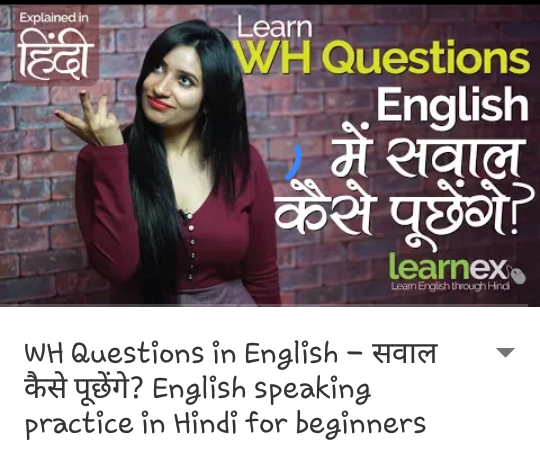 Explained in
हिंदी
Learn
WH Questions
English
में सवाल
कैसे पूछेंगे?
learnex
Learn English through Hindi
WH Questions in English – सवाल
कैसे पूछेंगे? English speaking
practice in Hindi for beginners